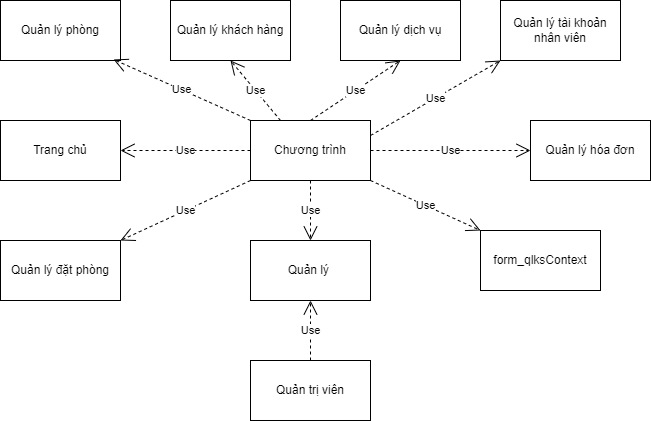 Quản lý phòng
Quản lý khách hàng
Quản lý dịch vụ
Quản lý tài khoản
nhân viên
Use
Use
Use
Use
Trang chủ
Use
Chương trình
Use
Quản lý hóa đơn
Use
Use
Use
Quản lý đặt phòng
Quản lý
form_qlksContext
Use
Quản trị viên